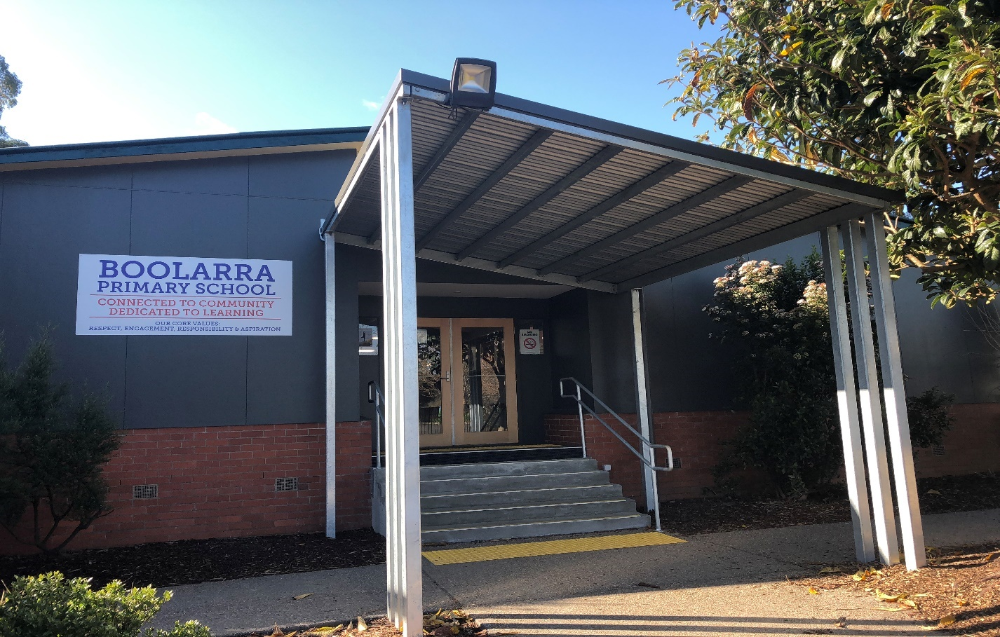 BOOLARRA
PRIMARY SCHOOL
CONNECTED TO COMMUNITY
DEDICATED TO LEARNING
OUR CORE VALUES:
RESPECT, ENGAGEMENT, RESPONSIBILITY & ASPIRATION
NO
SMOKING